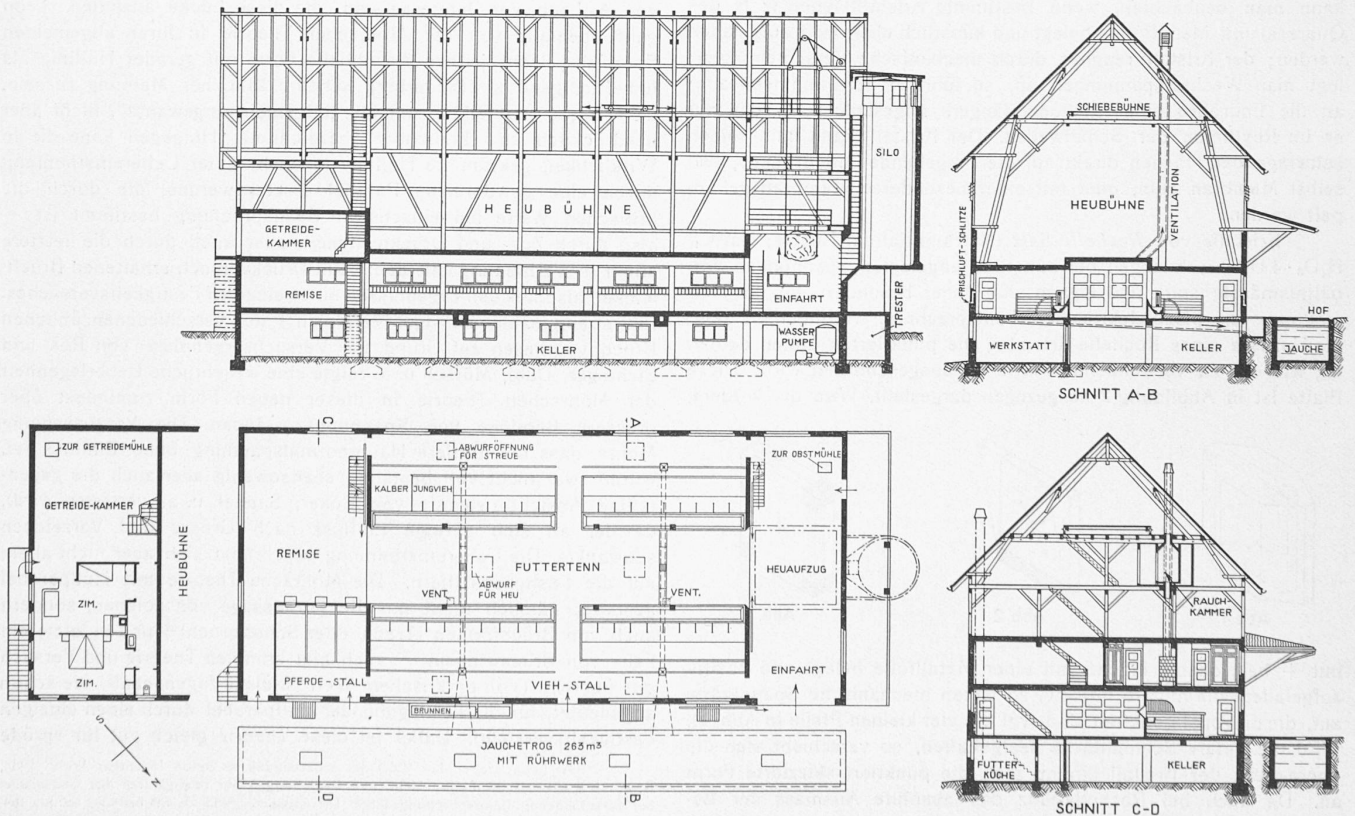 HEUBÜHNE
GETREIDE-
KAMMER
SILO
REMISE
EINFAHRT
TRESTER
KELLER
WASSER
PUMPE
SCHIEBEBÜHNE
HEUBÜHNE
VENTILATION
FRISCHLUFT-SCHLITZE
HOF
WERKSTATT
KELLER
JAUCHE
SCHNITT A-B
ZUR GETREIDEMÜHLE
GETREIDE-KAMMER
HEUBÜHNE
ZIM.
ZIM.
S
N
C
A
ABWURFÖFFNUNG
FÜR STREUE
ZUR OBSTMÜHLE
KALBER JUNGVIEH
REMISE
FUTTERTENN
HEUAUFZUG
VENT.
ABWURF
FÜR HEU
VENT.
PFERDE-STALL
VIEH-STALL
EINFAHRT
BRUNNEN
JAUCHETROG 263 m³
MIT RÜHRWERK
D
B
RAUCH-
KAMMER
FUTTER-
KÜCHE
KELLER
SCHNITT C-D